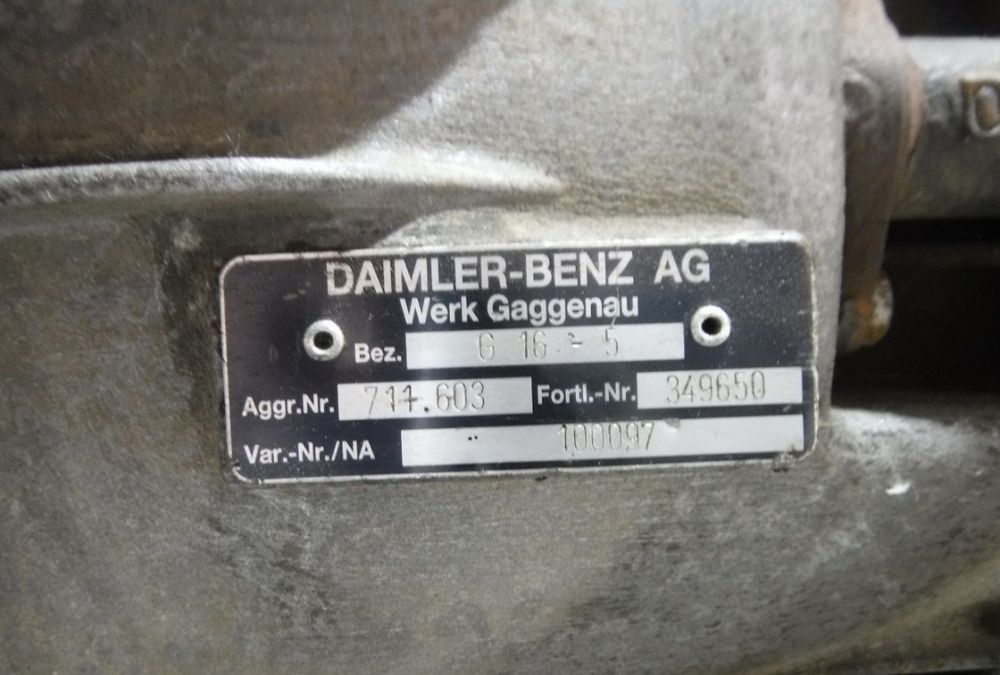 DAIMLER-BENZ AG
Werk Gaggenau
Bez. G 16 - 5
Aggr.Nr. 711.603 Fortl.-Nr. 349650
Var.-Nr./NA 100097